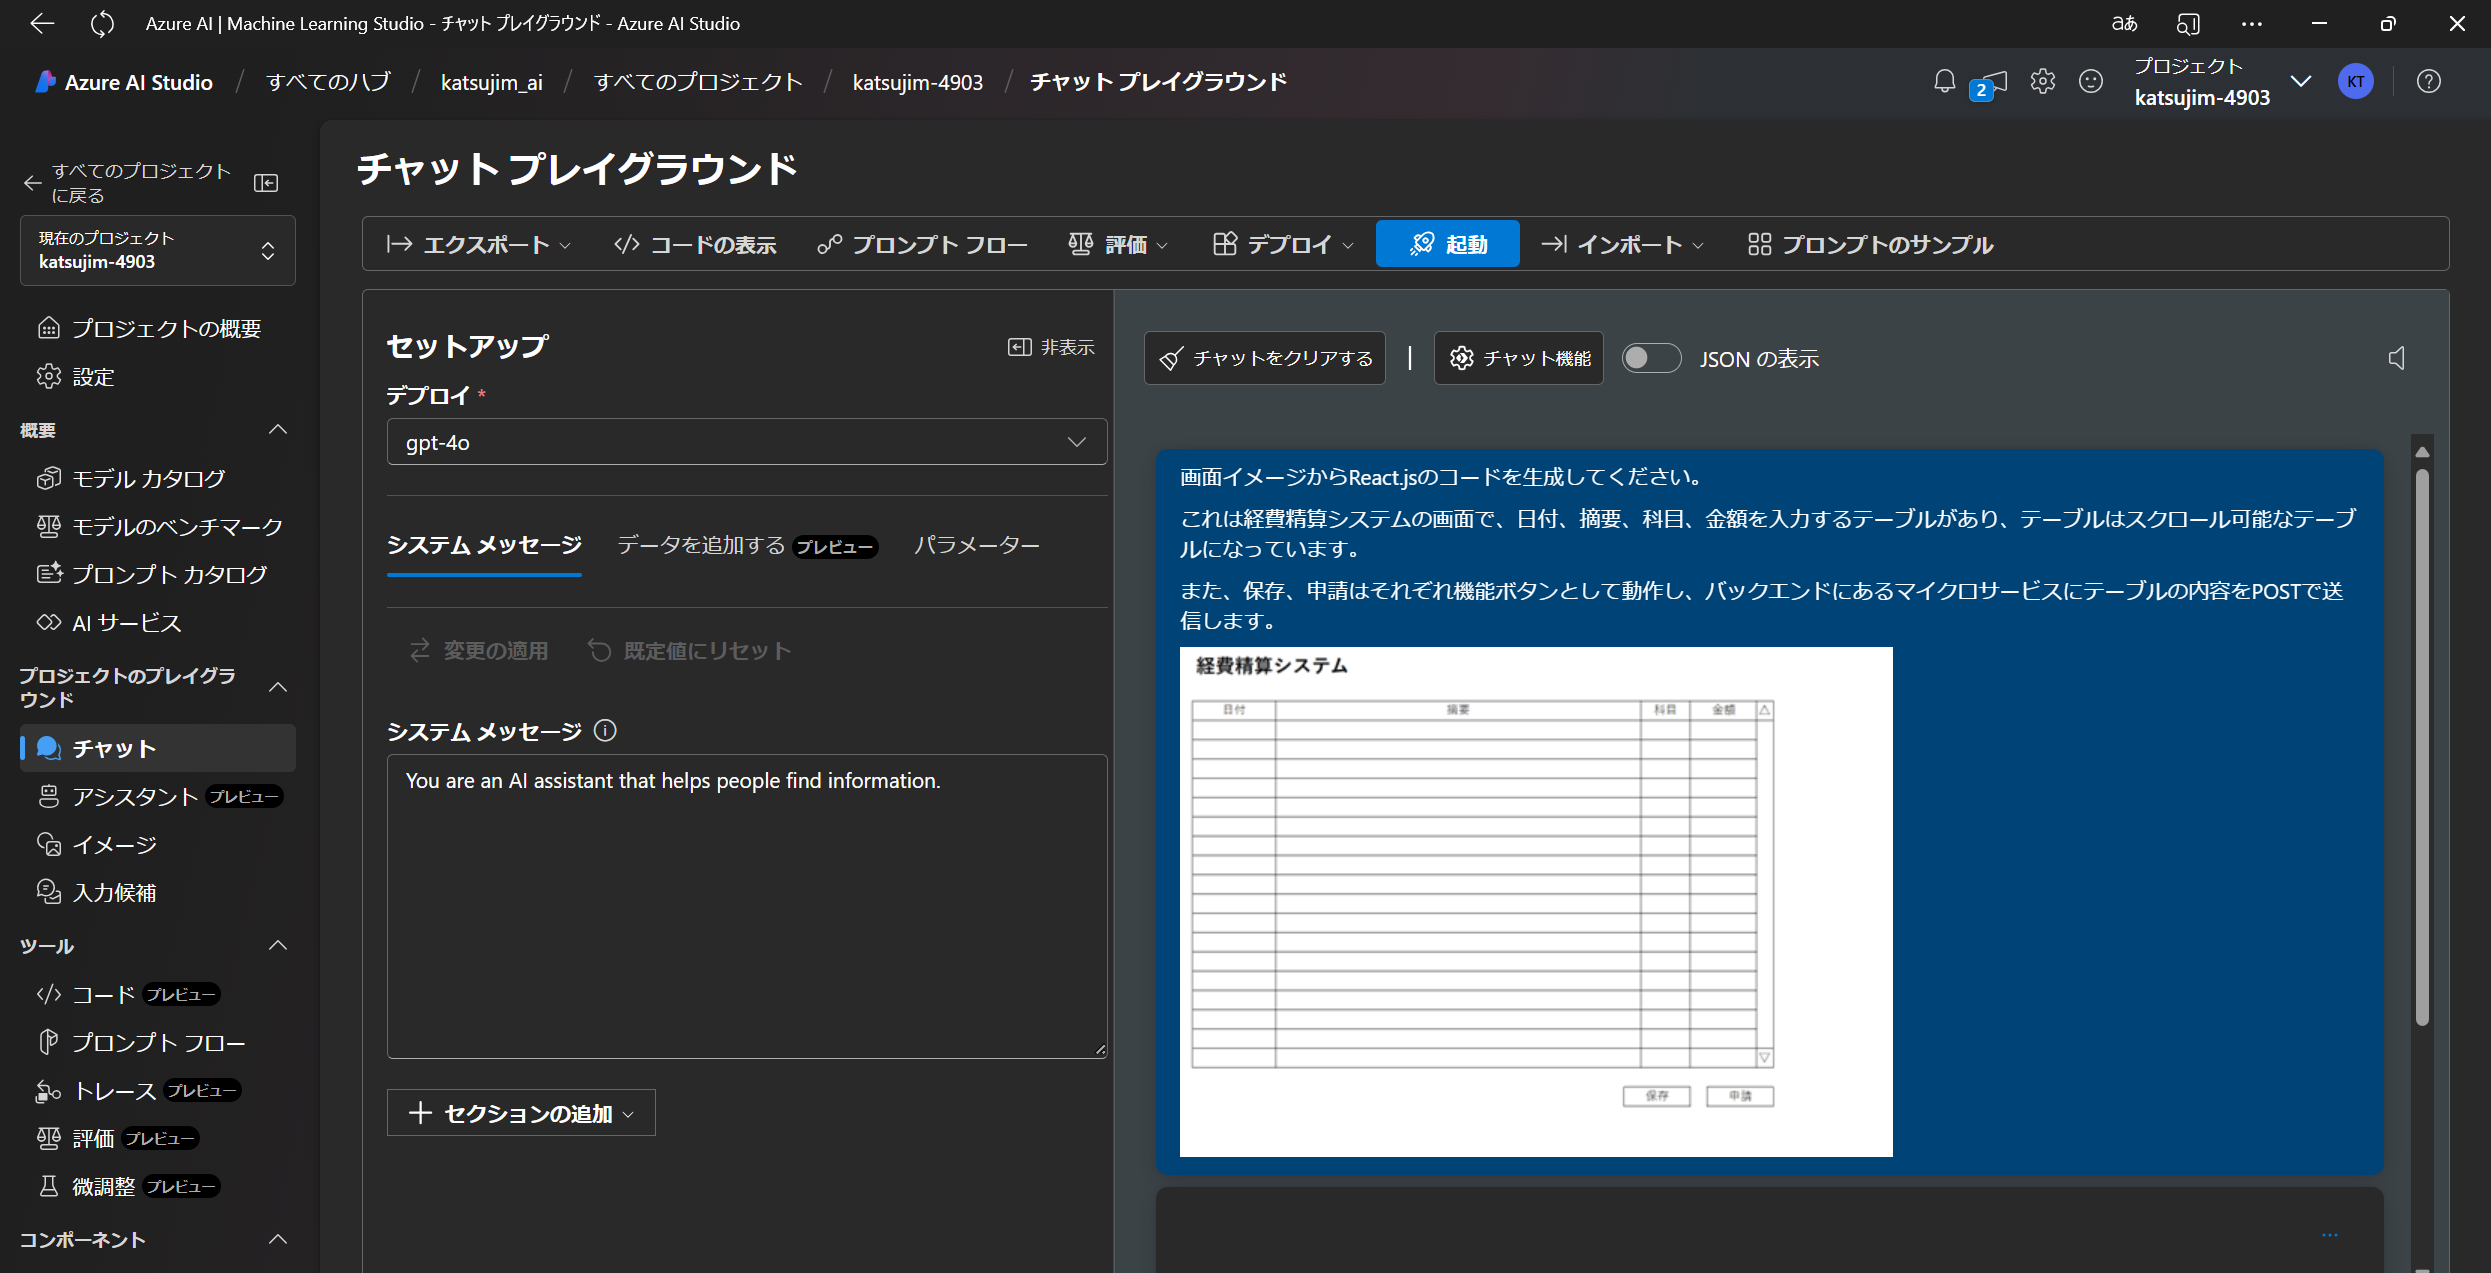 Azure AI | Machine Learning Studio - チャット プレイグラウンド - Azure AI Studio
aあ
Azure AI Studio / すべてのハブ / katsujim_ai / すべてのプロジェクト / katsujim-4903 / チャット プレイグラウンド
2
プロジェクト
katsujim-4903
KT
すべてのプロジェクト
に戻る
現在のプロジェクト
katsujim-4903
プロジェクトの概要
設定
概要
モデル カタログ
モデルのベンチマーク
プロンプト カタログ
AI サービス
プロジェクトのプレイグラ
ウンド
チャット
アシスタント プレビュー
イメージ
入力候補
ツール
コード プレビュー
プロンプト フロー
トレース プレビュー
評価 プレビュー
微調整 プレビュー
コンポーネント
チャット プレイグラウンド
エクスポート
コードの表示
プロンプト フロー
評価
デプロイ
起動
インポート
プロンプトのサンプル
セットアップ
非表示
デプロイ *
gpt-4o
システム メッセージ
データを追加する プレビュー
パラメーター
変更の適用
既定値にリセット
システム メッセージ
You are an AI assistant that helps people find information.
セクションの追加
チャットをクリアする
チャット機能
JSON の表示
画面イメージからReact.jsのコードを生成してください。
これは経費精算システムの画面で、日付、摘要、科目、金額を入力するテーブルがあり、テーブルはスクロール可能なテーブ
ルになっています。
また、保存、申請はそれぞれ機能ボタンとして動作し、バックエンドにあるマイクロサービスにテーブルの内容をPOSTで送
信します。
経費精算システム
日付 摘要 科目 金額
保存 申請